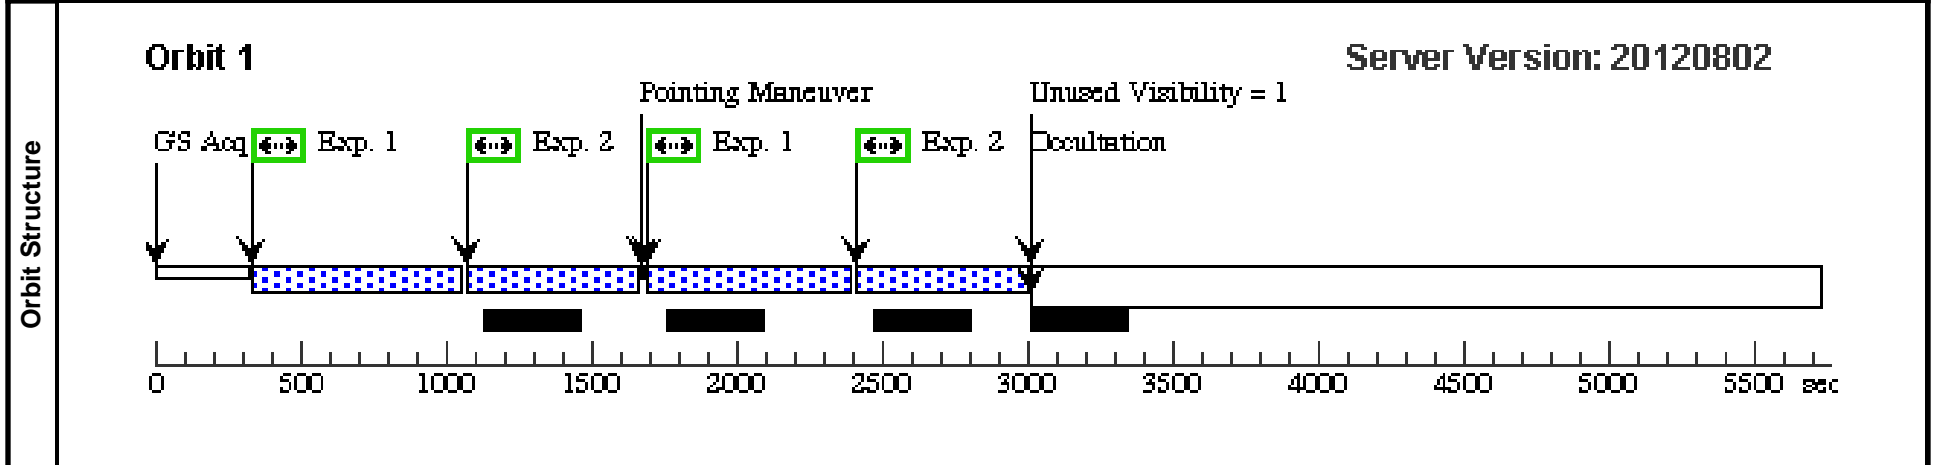 Orbit Structure
Orbit 1
Server Version: 20120802
Pointing Maneuver
Unused Visibility = 1
GS Acq
Exp. 1
Exp. 2
Exp. 1
Exp. 2
Occultation
0 500 1000 1500 2000 2500 3000 3500 4000 4500 5000 5500 sec